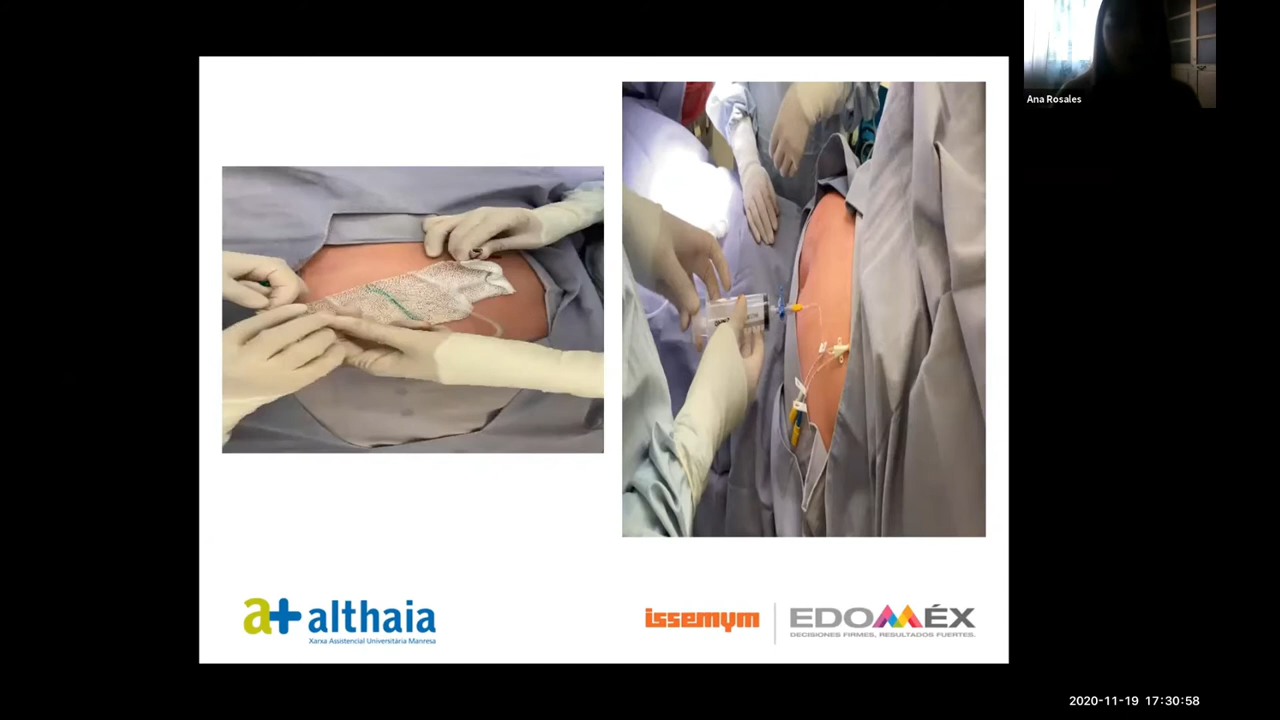 Ana Rosales
a+ althaia
Xarxa Assistencial Universitària Manresa
issemym
EDOMÉX
DECISIONES FIRMES, RESULTADOS FUERTES.
2020-11-19 17:30:58